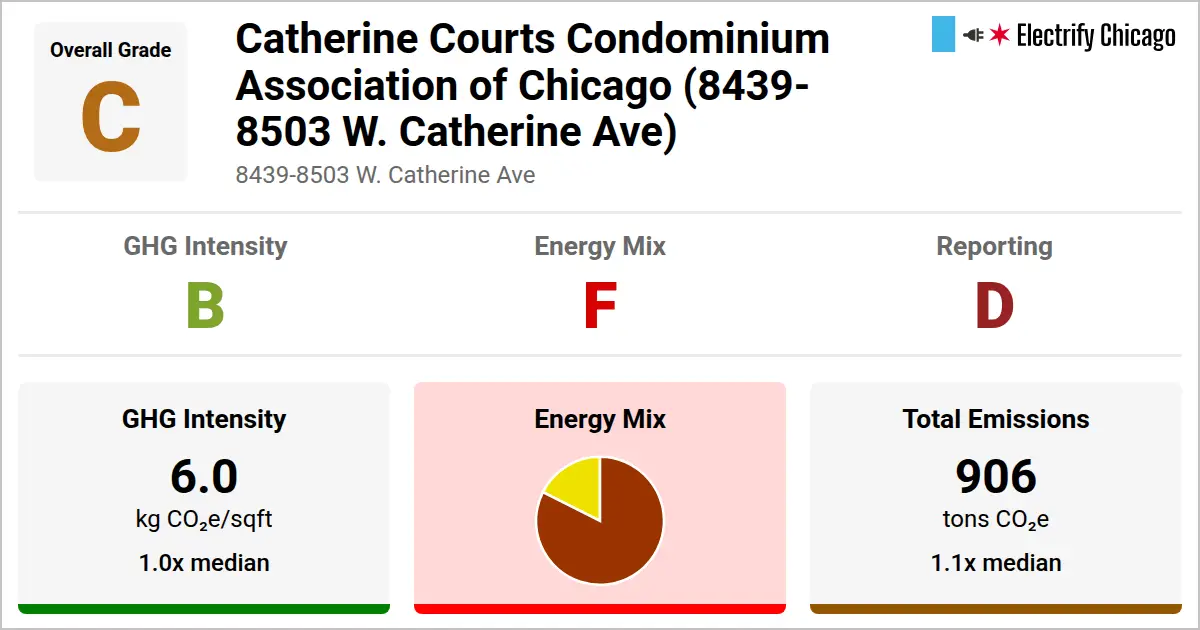 Overall Grade
C
Catherine Courts Condominium
Association of Chicago (8439-
8503 W. Catherine Ave)
8439-8503 W. Catherine Ave
Electrify Chicago
GHG Intensity
B
Energy Mix
F
Reporting
D
GHG Intensity
6.0
kg CO₂e/sqft
1.0x median
Energy Mix
Total Emissions
906
tons CO₂e
1.1x median